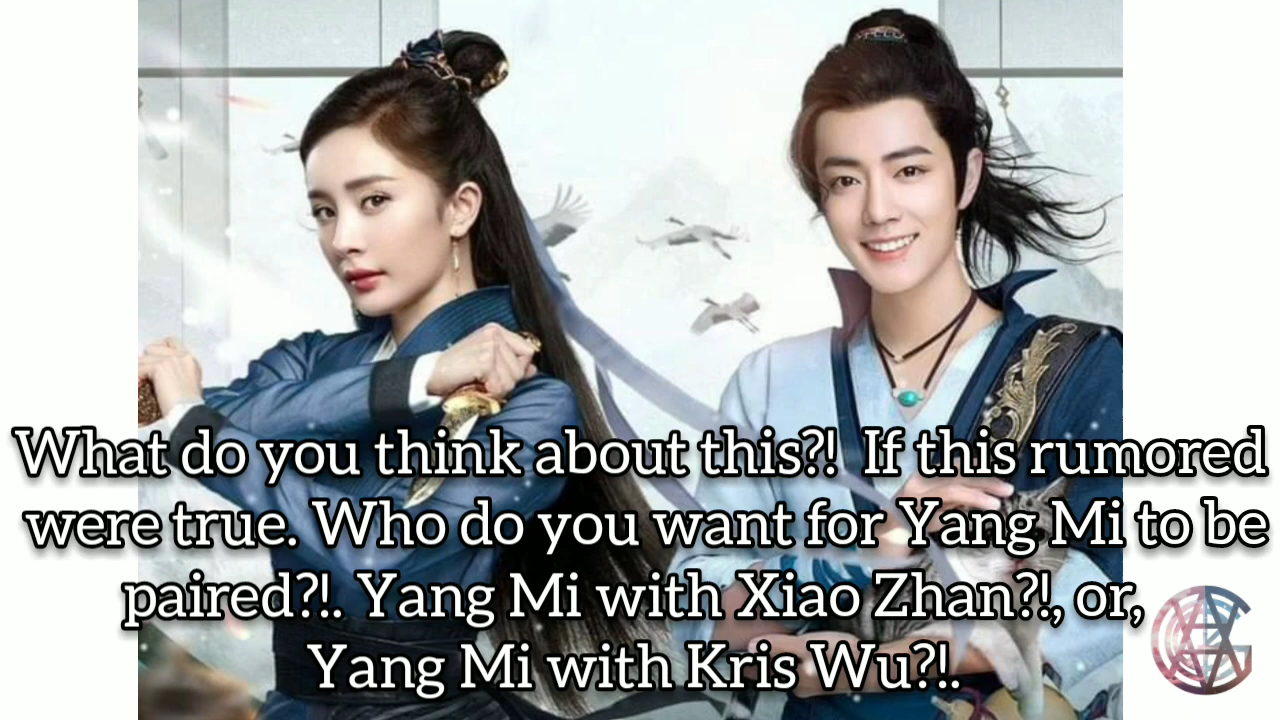 What do you think about this?! If this rumored
were true. Who do you want for Yang Mi to be
paired?!. Yang Mi with Xiao Zhan?!, or,
Yang Mi with Kris Wu?!.